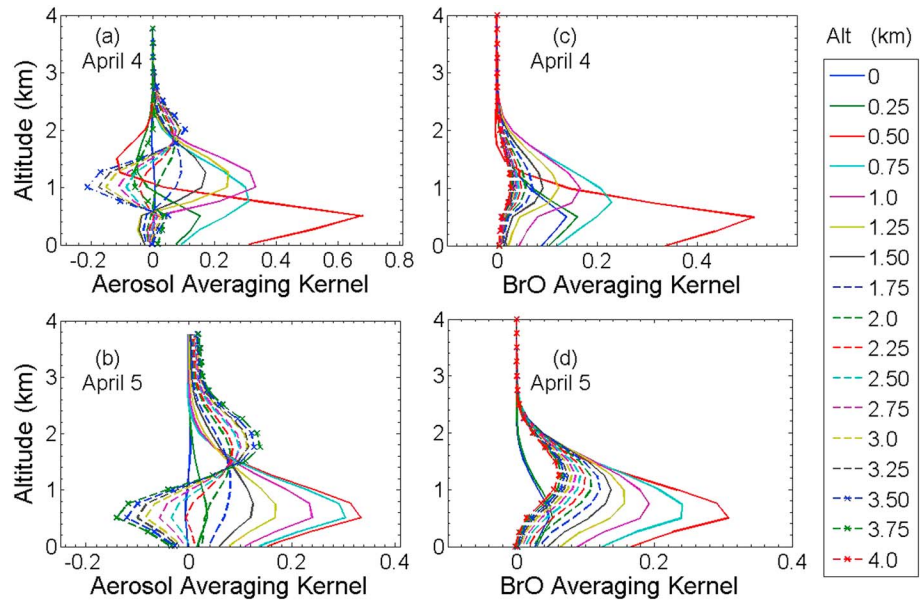 (a)
April 4
4
3
2
1
0
Altitude (km)
-0.2 0 0.2 0.4 0.6 0.8
Aerosol Averaging Kernel
(c)
April 4
4
3
2
1
0
0 0.2 0.4
BrO Averaging Kernel
(b)
April 5
4
3
2
1
0
Altitude (km)
-0.2 0 0.2 0.4
Aerosol Averaging Kernel
(d)
April 5
4
3
2
1
0
0 0.2 0.4
BrO Averaging Kernel
Alt (km)
0
0.25
0.50
0.75
1.0
1.25
1.50
1.75
2.0
2.25
2.50
2.75
3.0
3.25
3.50
3.75
4.0